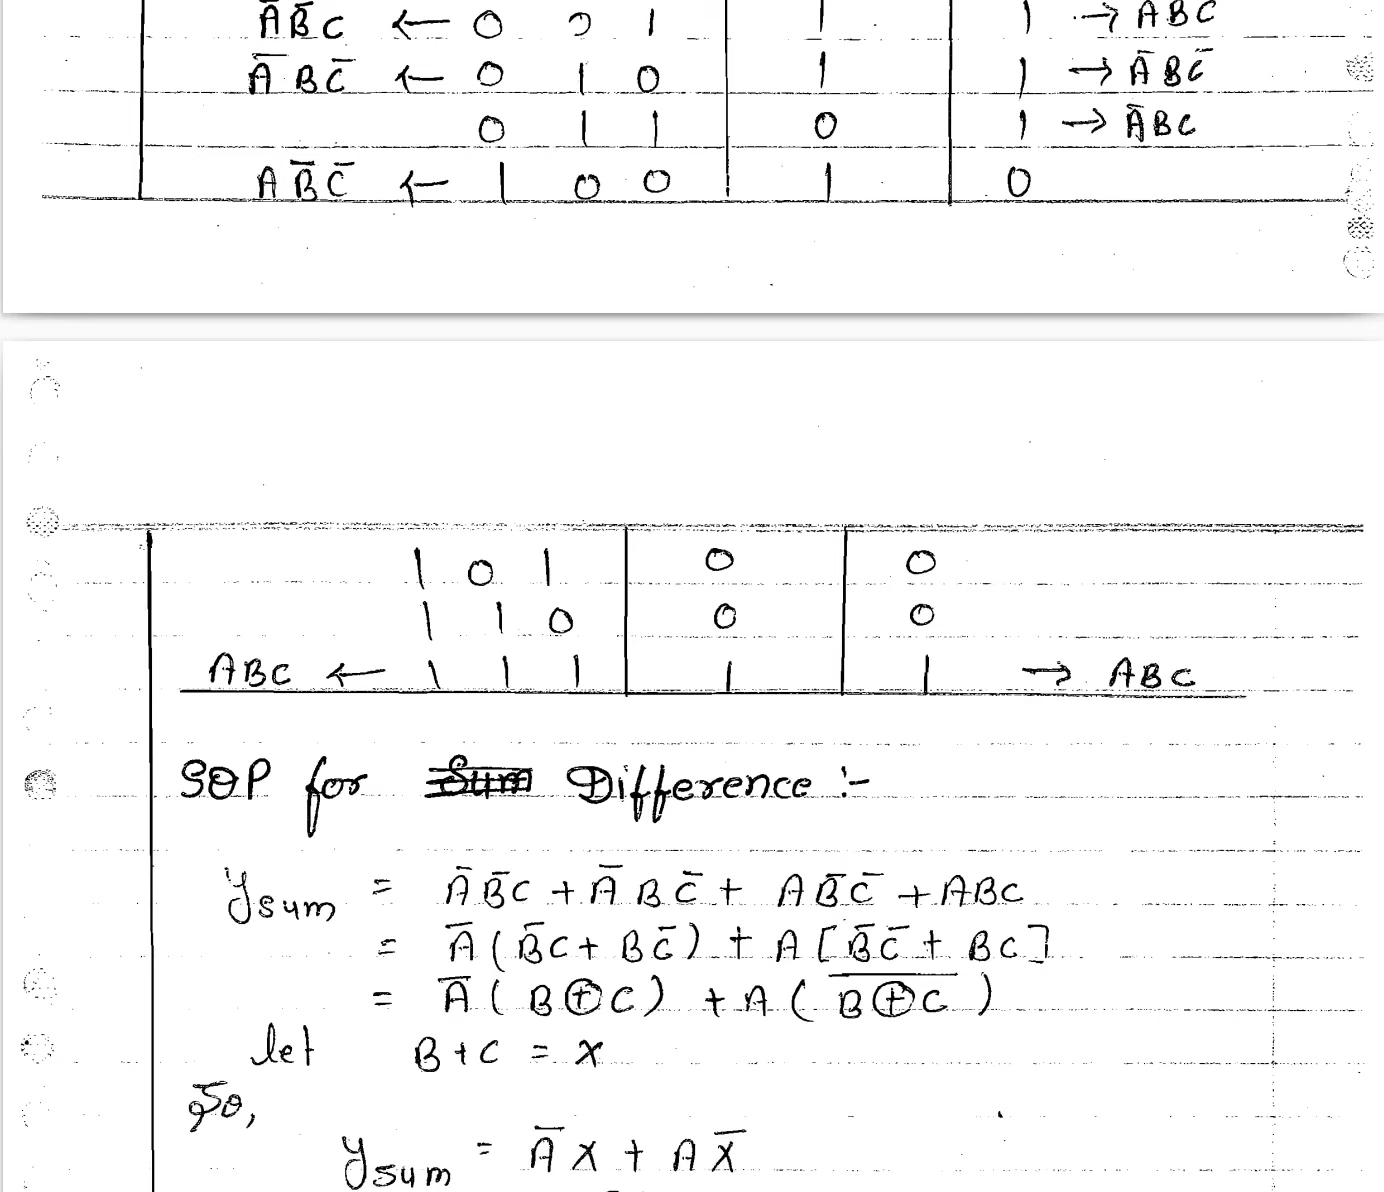 ĀB̄C ← 0 0 1 1 1 → ĀB̄C
ĀBC̄ ← 0 1 0 1 1 → ĀBC̄
0 1 1 0 1 → ĀBC
AB̄C̄ ← 1 0 0 1 0
1 0 1 0 0
1 1 0 0 0
ABC ← 1 1 1 1 1 → ABC
SOP for Sum Difference :-
Ysum = ĀB̄C + ĀBC̄ + AB̄C̄ + ABC
= Ā(B̄C + BC̄) + A[B̄C̄ + BC]
= Ā(B⊕C) + A(B⊕C)̅
let B+C = X
So,
Ysum = ĀX + AX̄